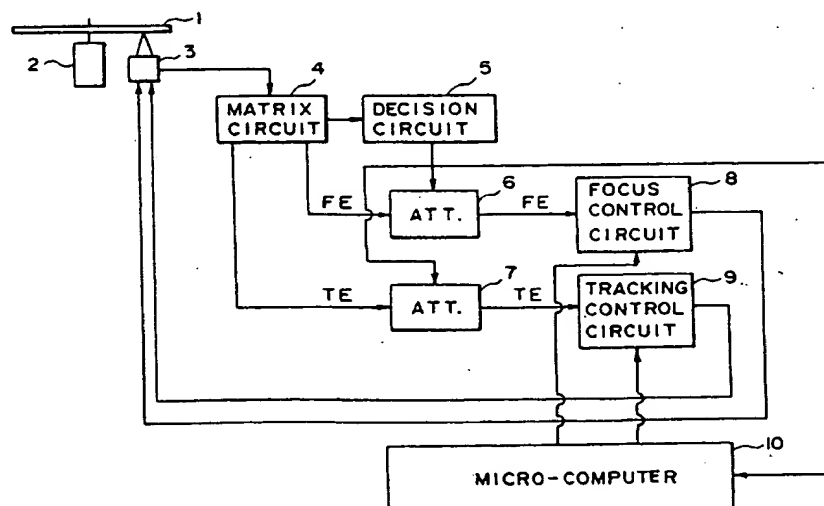 1
2
3
4
5
MATRIX
CIRCUIT
DECISION
CIRCUIT
6
8
FE
ATT.
FE
FOCUS
CONTROL
CIRCUIT
7
9
TE
ATT.
TE
TRACKING
CONTROL
CIRCUIT
10
MICRO-COMPUTER